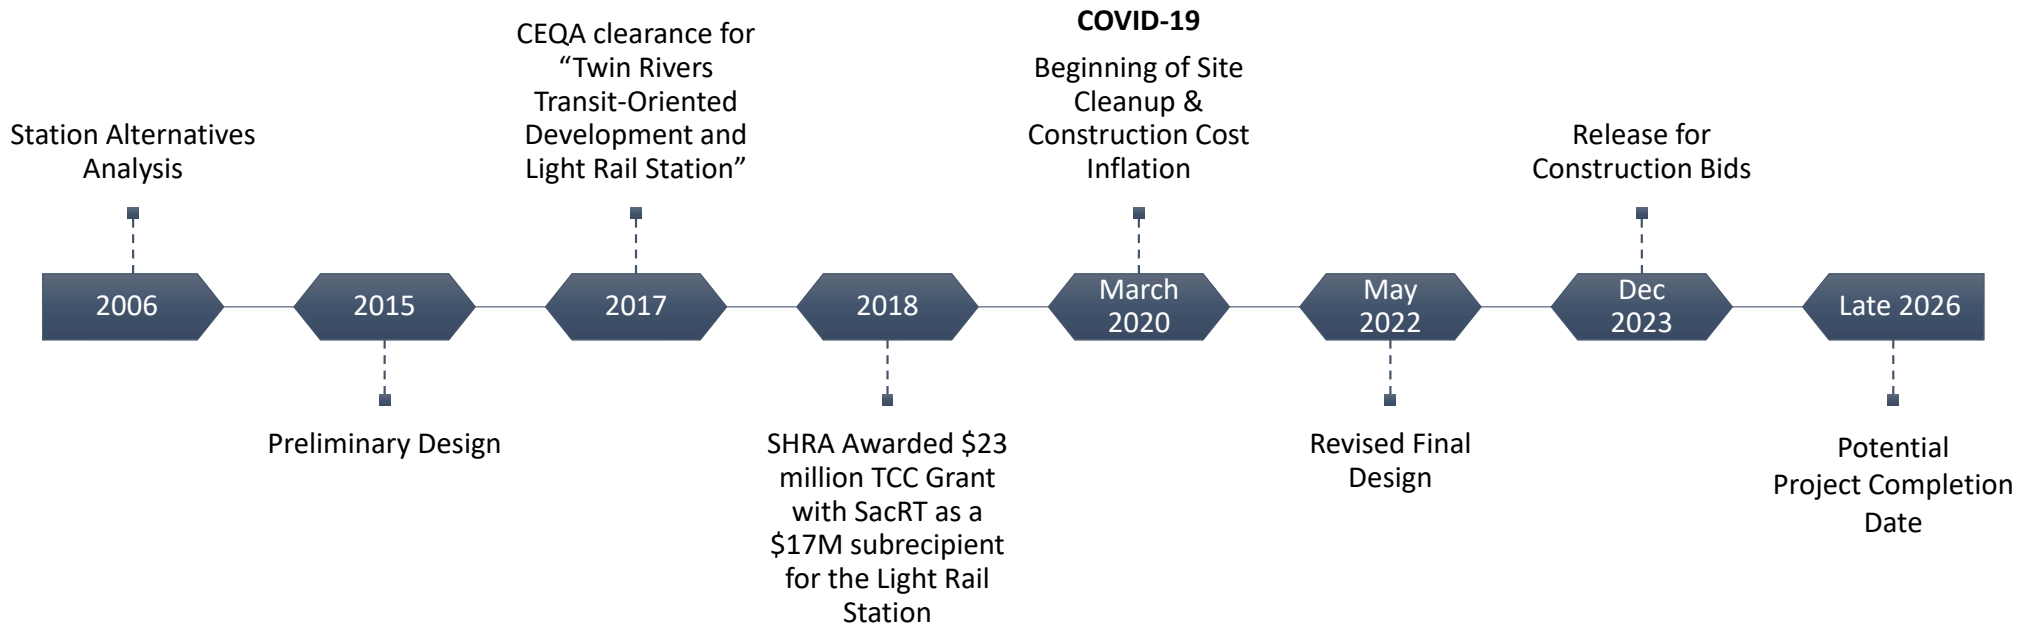 Station Alternatives
Analysis
2006
2015
Preliminary Design
CEQA clearance for
“Twin Rivers
Transit-Oriented
Development and
Light Rail Station”
2017
2018
SHRA Awarded $23
million TCC Grant
with SacRT as a
$17M subrecipient
for the Light Rail
Station
COVID-19
Beginning of Site
Cleanup &
Construction Cost
Inflation
March
2020
May
2022
Revised Final
Design
Release for
Construction Bids
Dec
2023
Late 2026
Potential
Project Completion
Date